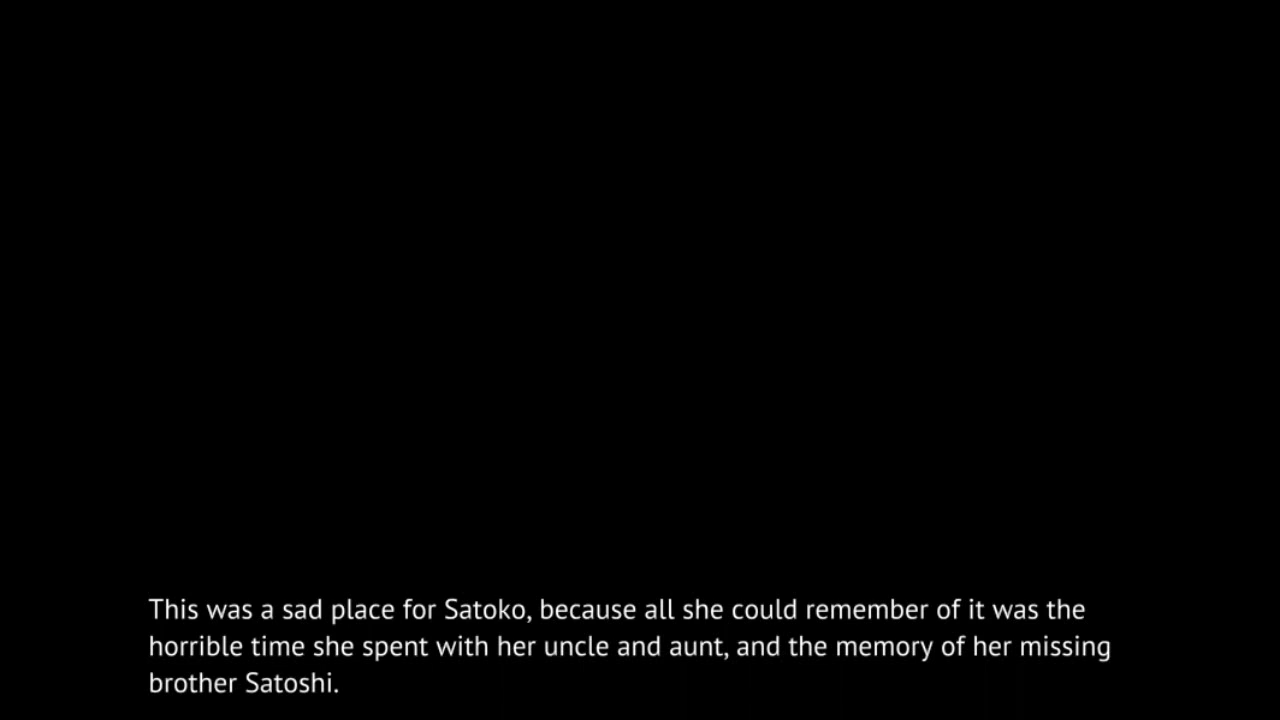 This was a sad place for Satoko, because all she could remember of it was the
horrible time she spent with her uncle and aunt, and the memory of her missing
brother Satoshi.